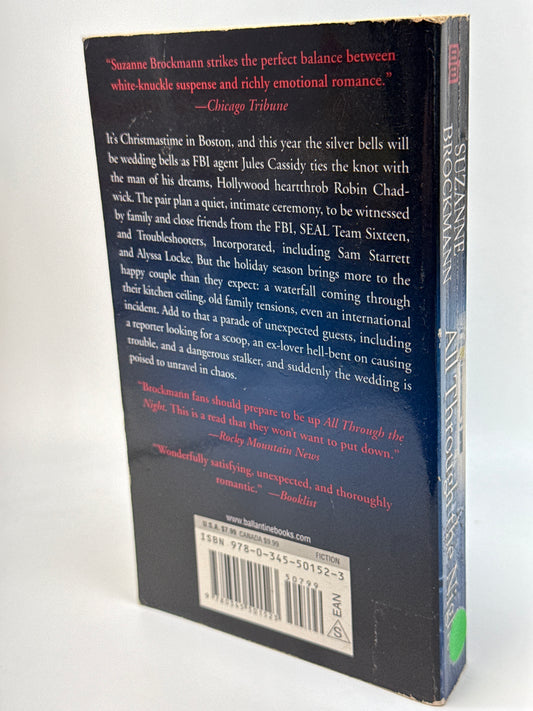 “Suzanne Brockmann strikes the perfect balance between
white-knuckle suspense and richly emotional romance.”
—Chicago Tribune
It’s Christmastime in Boston, and this year the silver bells will
be wedding bells as FBI agent Jules Cassidy ties the knot with
the man of his dreams, Hollywood heartthrob Robin Chad-
wick. The pair plan a quiet, intimate ceremony, to be witnessed
by family and close friends from the FBI, SEAL Team Sixteen,
and Troubleshooters, Incorporated, including Sam Starrett
and Alyssa Locke. But the holiday season brings more to the
happy couple than they expect: a waterfall coming through
their kitchen ceiling, old family tensions, even an international
incident. Add to that a parade of unexpected guests, including
a reporter looking for a scoop, an ex-lover hell-bent on causing
trouble, and a dangerous stalker, and suddenly the wedding is
poised to unravel in chaos.
“Brockmann fans should prepare to be up All Through the
Night. This is a read that they won’t want to put down.”
—Rocky Mountain News
“Wonderfully satisfying, unexpected, and thoroughly
romantic.” —Booklist
www.ballantinebooks.com
U.S.A. $7.99 CANADA $9.99 FICTION
ISBN 978-0-345-50152-3
50799
EAN
S
SUZANNE
BROCKMANN
All Through the